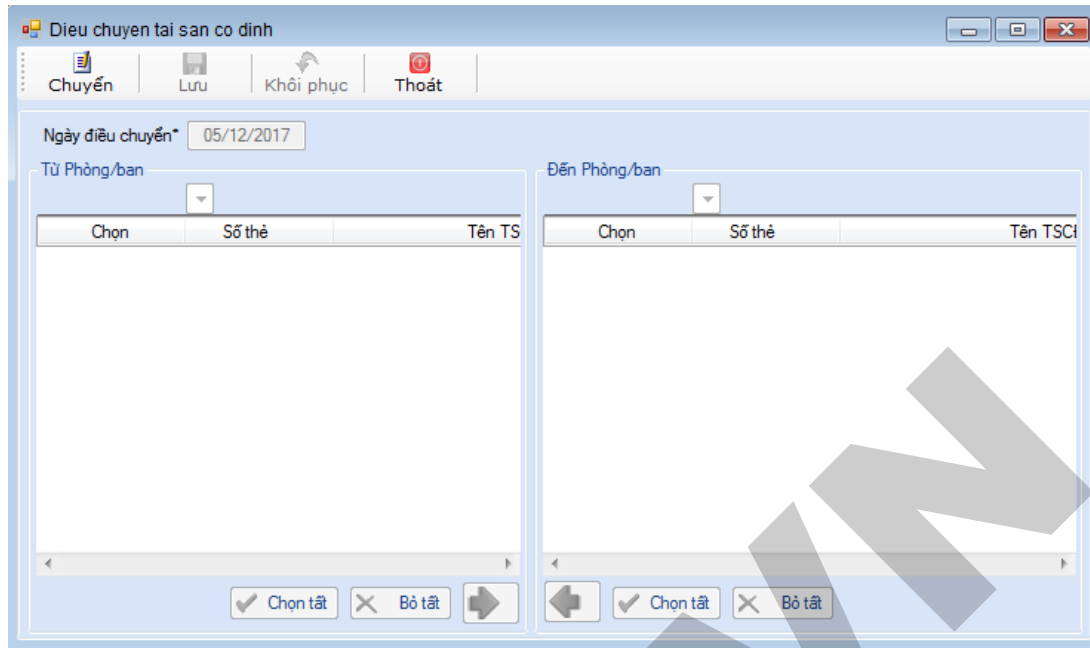 Dieu chuyen tai san co dinh
Chuyển Lưu Khôi phục Thoát
Ngày điều chuyển* 05/12/2017
Từ Phòng/ban Đến Phòng/ban
Chọn Số thẻ Tên TS Chọn Số thẻ Tên TSCĐ
Chọn tất Bỏ tất Chọn tất Bỏ tất
VN